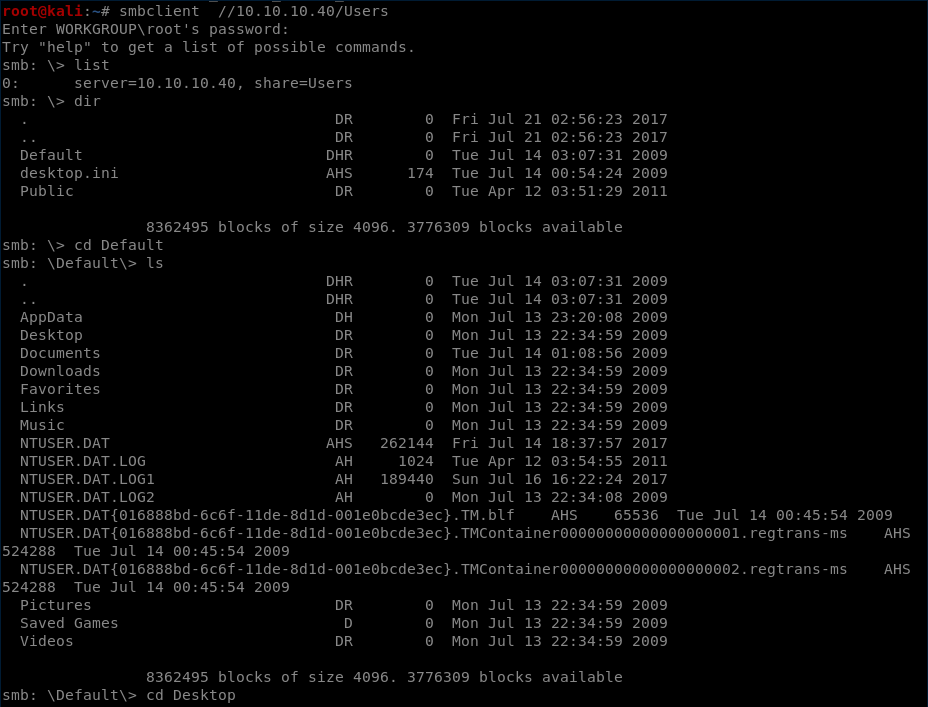 root@kali:~# smbclient  //10.10.10.40/Users
Enter WORKGROUP\root's password:
Try "help" to get a list of possible commands.
smb: \> list
0:      server=10.10.10.40, share=Users
smb: \> dir
  .                                  DR        0  Fri Jul 21 02:56:23 2017
  ..                                 DR        0  Fri Jul 21 02:56:23 2017
  Default                           DHR        0  Tue Jul 14 03:07:31 2009
  desktop.ini                       AHS      174  Tue Jul 14 00:54:24 2009
  Public                             DR        0  Tue Apr 12 03:51:29 2011

                8362495 blocks of size 4096. 3776309 blocks available
smb: \> cd Default
smb: \Default\> ls
  .                                 DHR        0  Tue Jul 14 03:07:31 2009
  ..                                DHR        0  Tue Jul 14 03:07:31 2009
  AppData                            DH        0  Mon Jul 13 23:20:08 2009
  Desktop                            DR        0  Mon Jul 13 22:34:59 2009
  Documents                          DR        0  Tue Jul 14 01:08:56 2009
  Downloads                          DR        0  Mon Jul 13 22:34:59 2009
  Favorites                          DR        0  Mon Jul 13 22:34:59 2009
  Links                              DR        0  Mon Jul 13 22:34:59 2009
  Music                              DR        0  Mon Jul 13 22:34:59 2009
  NTUSER.DAT                        AHS   262144  Fri Jul 14 18:37:57 2017
  NTUSER.DAT.LOG                     AH     1024  Tue Apr 12 03:54:55 2011
  NTUSER.DAT.LOG1                    AH   189440  Sun Jul 16 16:22:24 2017
  NTUSER.DAT.LOG2                    AH        0  Mon Jul 13 22:34:08 2009
  NTUSER.DAT{016888bd-6c6f-11de-8d1d-001e0bcde3ec}.TM.blf    AHS    65536  Tue Jul 14 00:45:54 2009
  NTUSER.DAT{016888bd-6c6f-11de-8d1d-001e0bcde3ec}.TMContainer00000000000000000001.regtrans-ms    AHS
524288  Tue Jul 14 00:45:54 2009
  NTUSER.DAT{016888bd-6c6f-11de-8d1d-001e0bcde3ec}.TMContainer00000000000000000002.regtrans-ms    AHS
524288  Tue Jul 14 00:45:54 2009
  Pictures                           DR        0  Mon Jul 13 22:34:59 2009
  Saved Games                         D        0  Mon Jul 13 22:34:59 2009
  Videos                             DR        0  Mon Jul 13 22:34:59 2009

                8362495 blocks of size 4096. 3776309 blocks available
smb: \Default\> cd Desktop